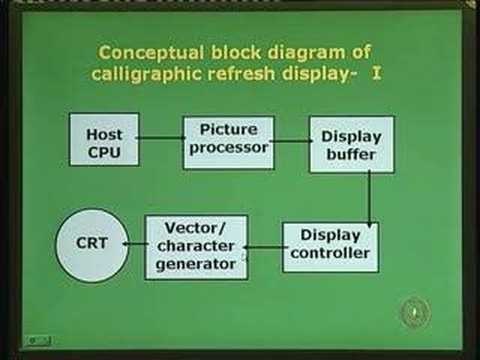 Conceptual block diagram of
calligraphic refresh display- I
Host
CPU
Picture
processor
Display
buffer
CRT
Vector/
character
generator
Display
controller